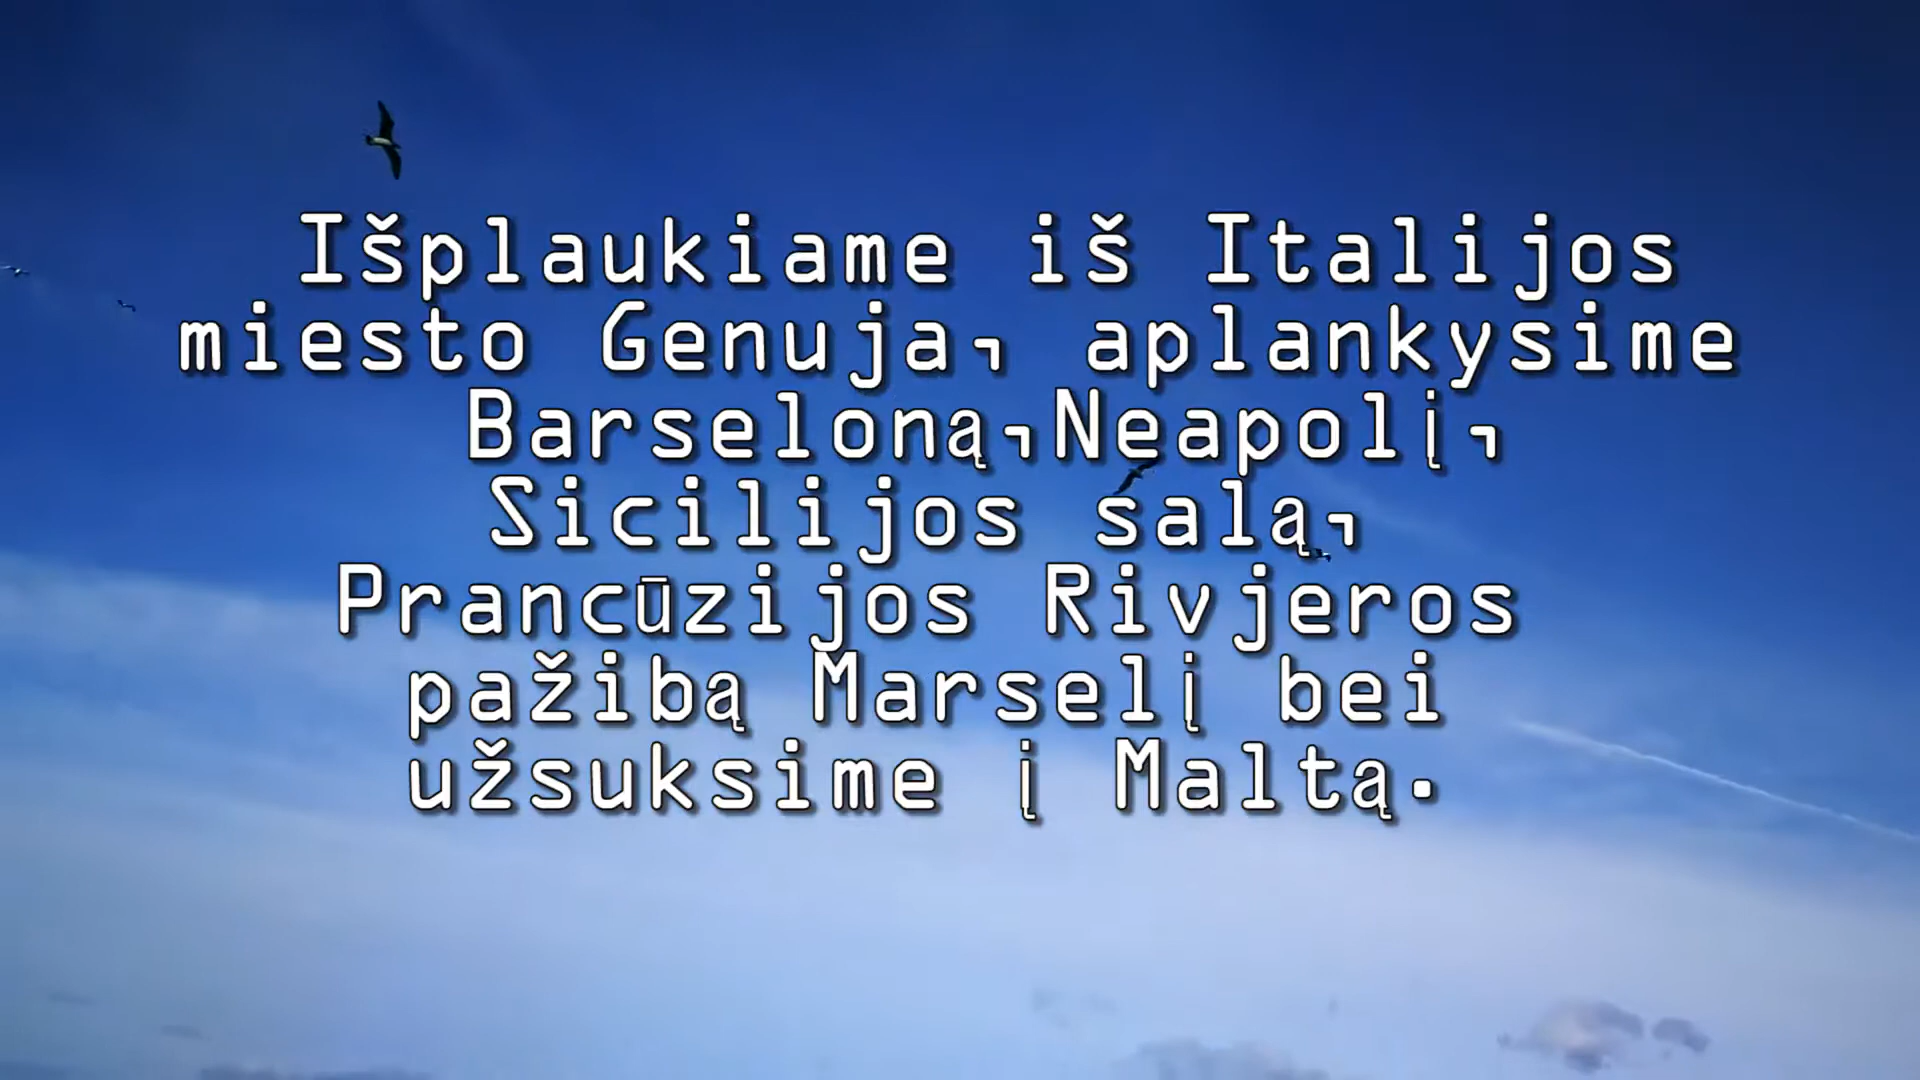 Išplaukiame iš Italijos
miesto Genuja, aplankysime
Barseloną,Neapolį,
Sicilijos salą,
Prancūzijos Rivjeros
pažibą Marselį bei
užsuksime į Maltą.